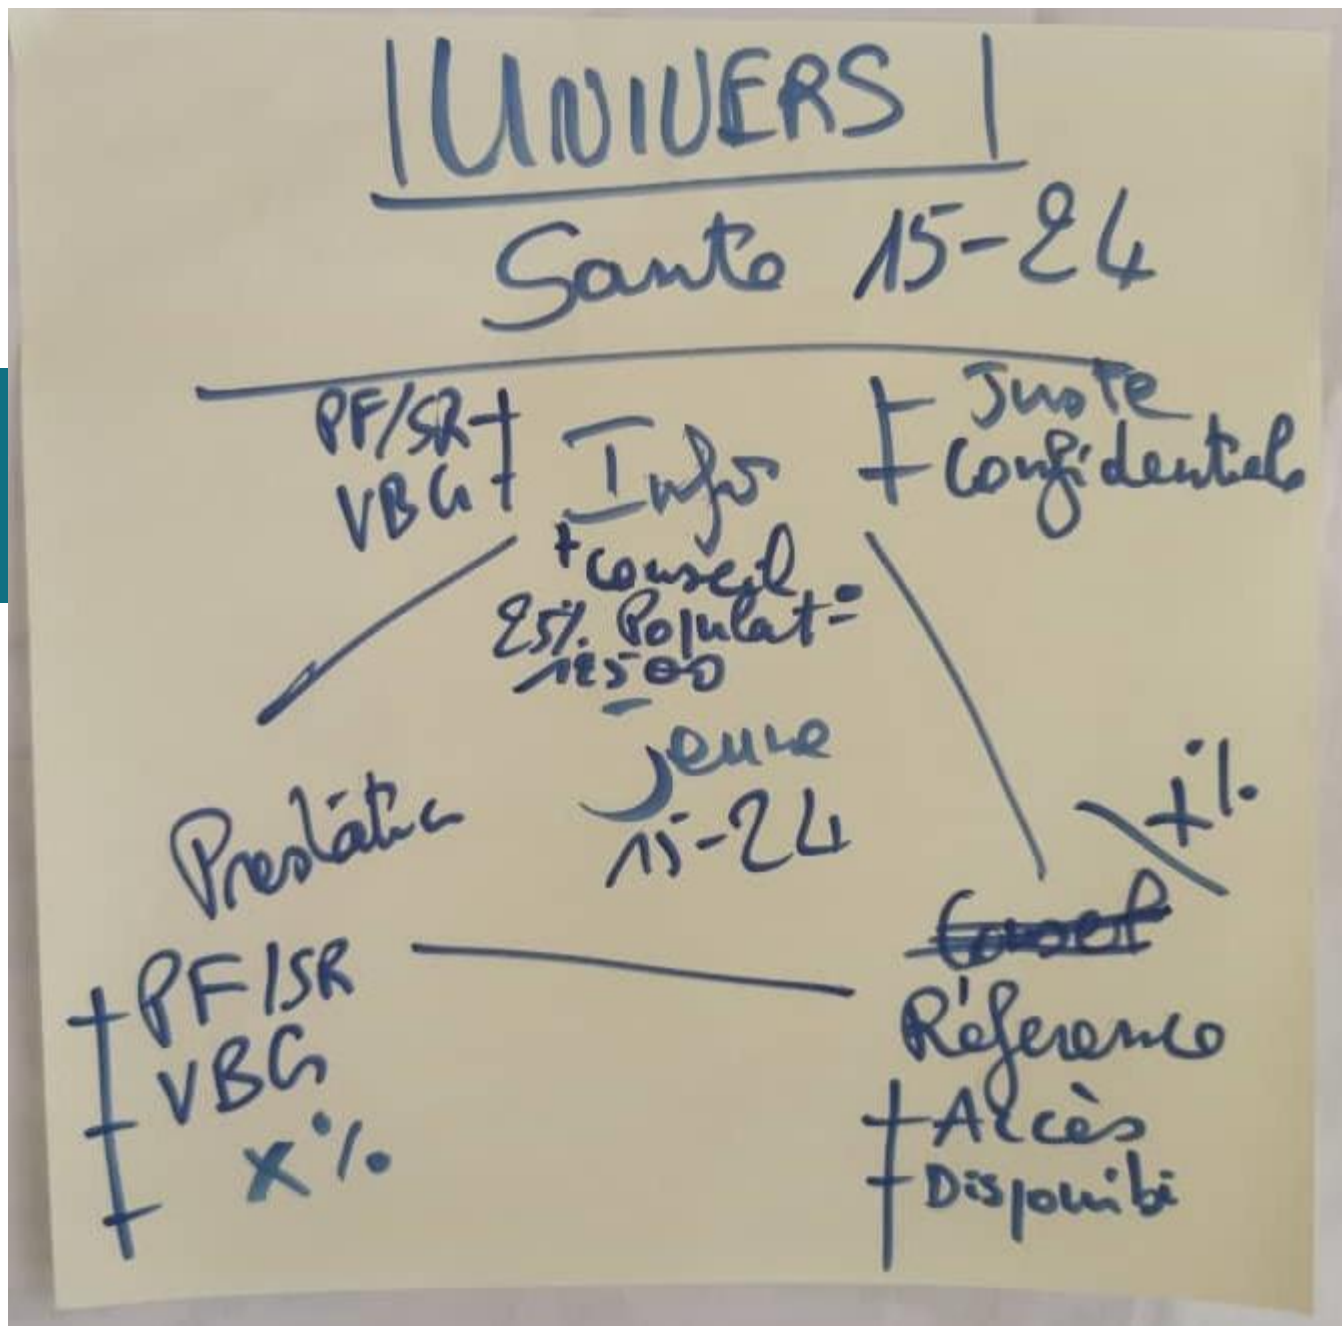 UNIVERS
Santé 15-24
PF/SR
VBG
Info
+ conseil
25% Populat=
12500
Juste
Confidentiel
Jeune
15-24
Prestation
PF/SR
VBG
X%
+%
Référence
Accès
Disponibi